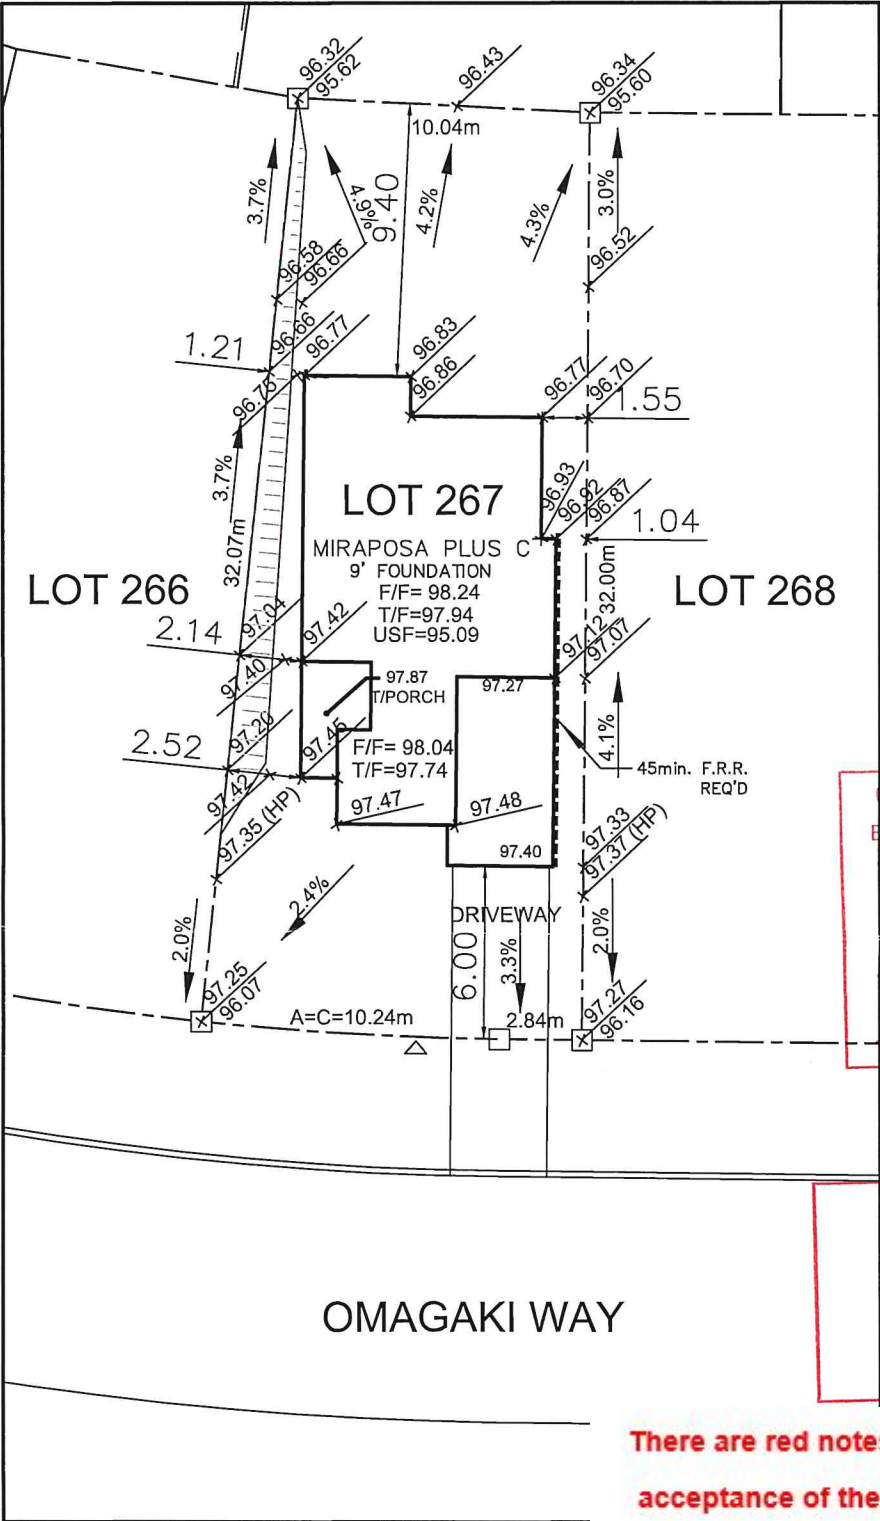 96.32
95.62
96.43
96.34
95.60
10.04m
3.7%
4.9%
9.40
4.2%
4.3%
3.0%
96.52
96.58
96.66
1.21
96.66
96.77
96.75
96.83
96.86
96.77
96.70
1.55
3.7%
LOT 267
96.93
96.92
96.87
1.04
MIRAPOSA PLUS C
9' FOUNDATION
F/F= 98.24
T/F=97.94
USF=95.09
32.07m
32.00m
LOT 266
LOT 268
97.04
97.42
2.14
97.40
97.12
97.07
97.87
T/PORCH
97.27
97.20
97.45
2.52
97.42
F/F= 98.04
T/F=97.74
4.1%
45min. F.R.R.
REQ'D
97.35 (HP)
97.47
97.48
97.33
97.37 (HP)
97.40
2.4%
DRIVEWAY
2.0%
6.00
3.3%
2.0%
97.25
96.07
A=C=10.24m
2.84m
97.27
96.16
OMAGAKI WAY
There are red note
acceptance of the